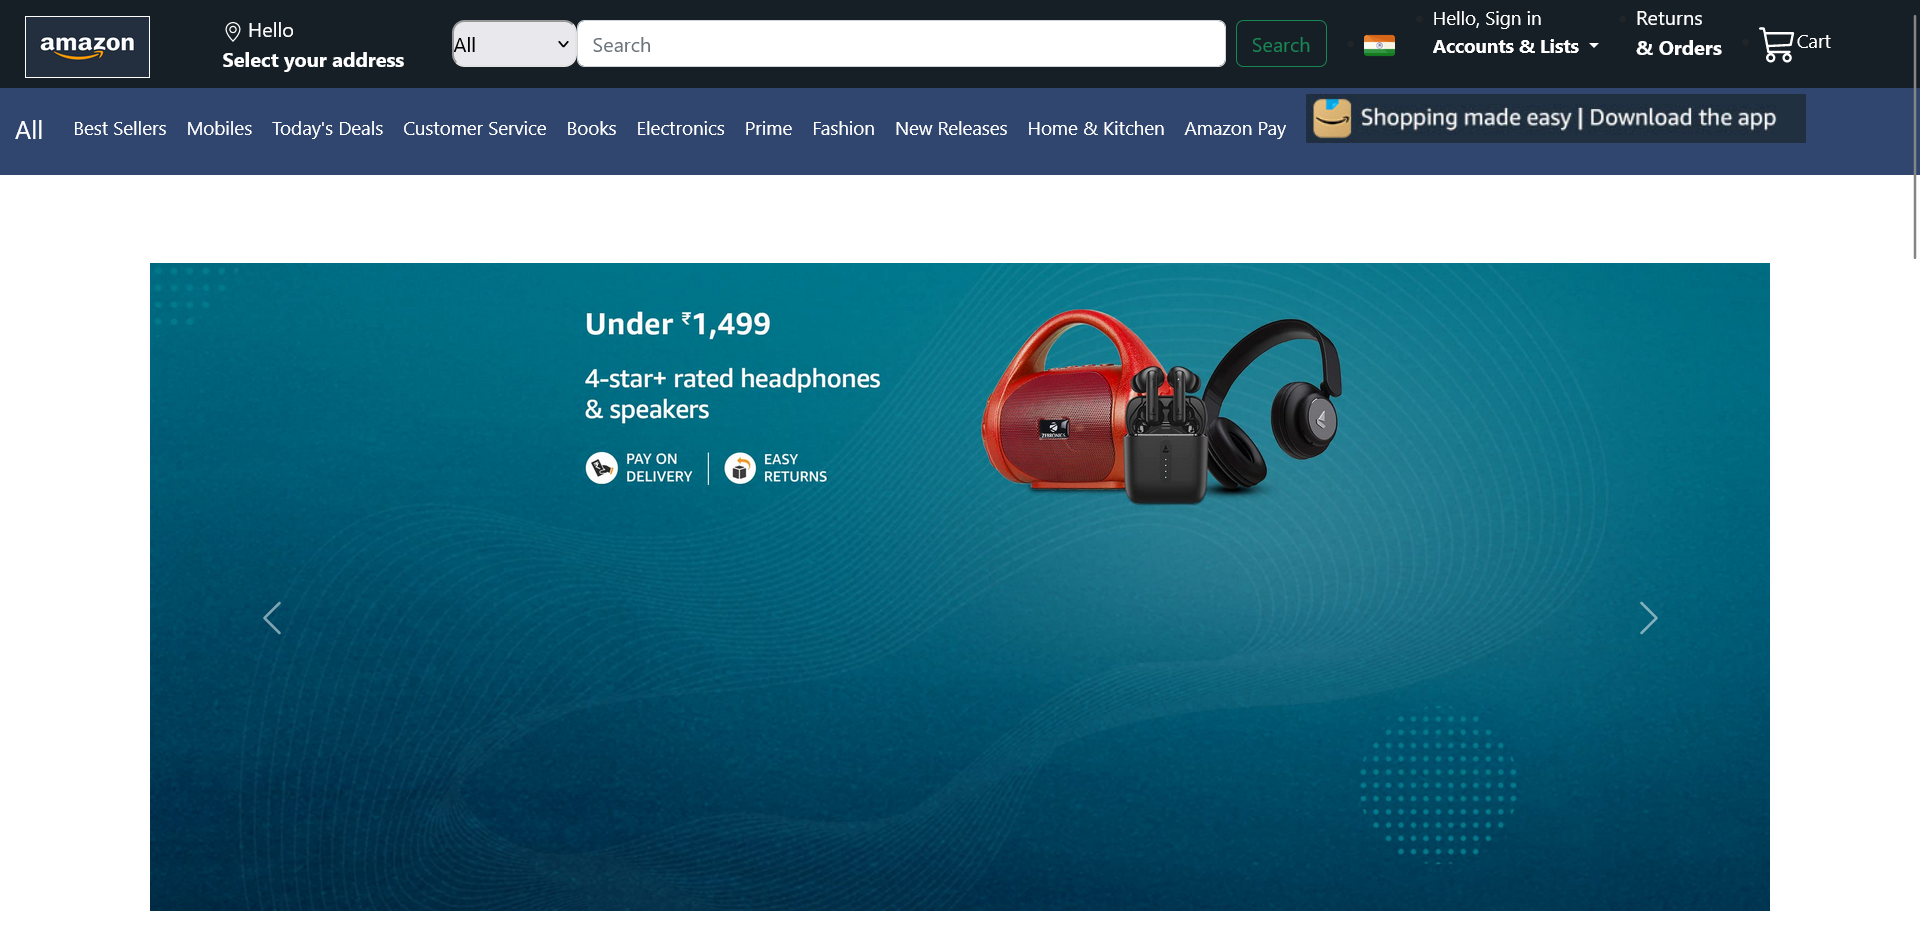 amazon
Hello
Select your address
All
Search
Search
Hello, Sign in
Accounts & Lists
Returns
& Orders
Cart
All
Best Sellers
Mobiles
Today's Deals
Customer Service
Books
Electronics
Prime
Fashion
New Releases
Home & Kitchen
Amazon Pay
Shopping made easy | Download the app
Under ₹1,499
4-star+ rated headphones
& speakers
PAY ON
DELIVERY
EASY
RETURNS
ZEBRONICS